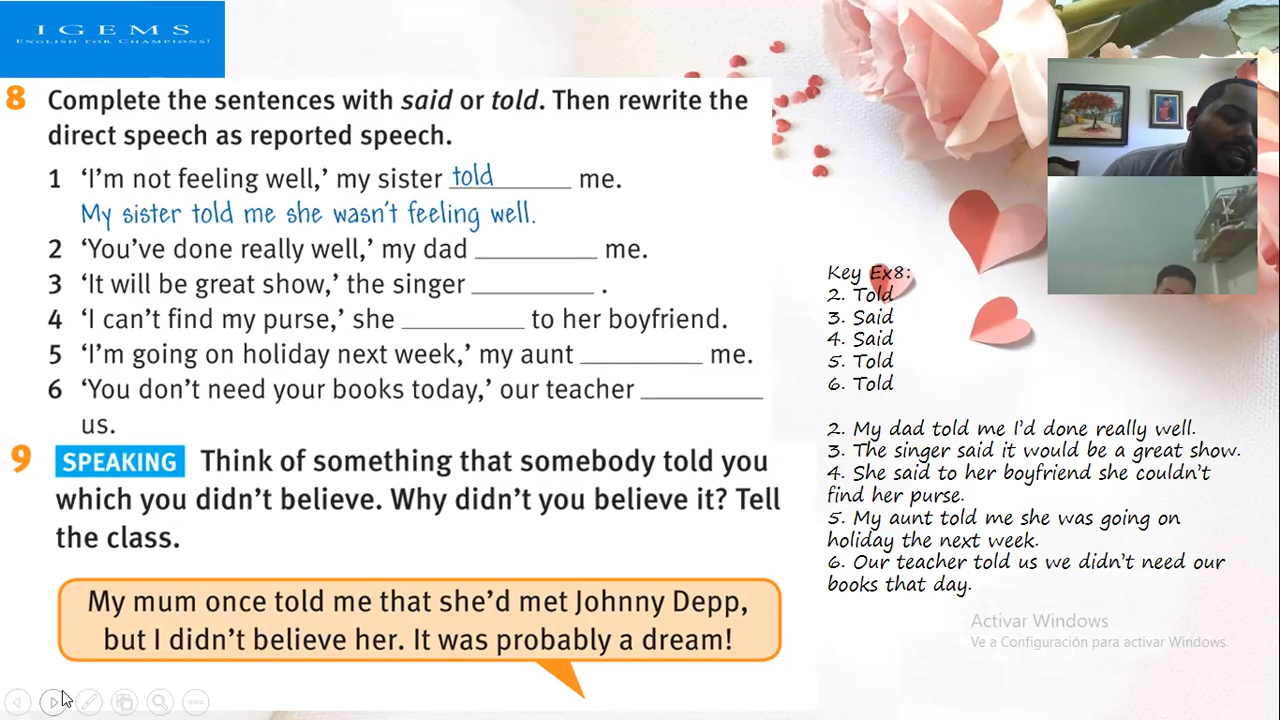 IGEMS
ENGLISH FOR CHAMPIONS!
8 Complete the sentences with said or told. Then rewrite the
direct speech as reported speech.
1 ‘I’m not feeling well,’ my sister told me.
My sister told me she wasn’t feeling well.
2 ‘You’ve done really well,’ my dad __________ me.
3 ‘It will be great show,’ the singer __________ .
4 ‘I can’t find my purse,’ she __________ to her boyfriend.
5 ‘I’m going on holiday next week,’ my aunt __________ me.
6 ‘You don’t need your books today,’ our teacher __________
us.
9 SPEAKING Think of something that somebody told you
which you didn’t believe. Why didn’t you believe it? Tell
the class.
My mum once told me that she’d met Johnny Depp,
but I didn’t believe her. It was probably a dream!
Key Ex8:
2. Told
3. Said
4. Said
5. Told
6. Told
2. My dad told me I’d done really well.
3. The singer said it would be a great show.
4. She said to her boyfriend she couldn’t
find her purse.
5. My aunt told me she was going on
holiday the next week.
6. Our teacher told us we didn’t need our
books that day.
Activar Windows
Ve a Configuración para activar Windows.